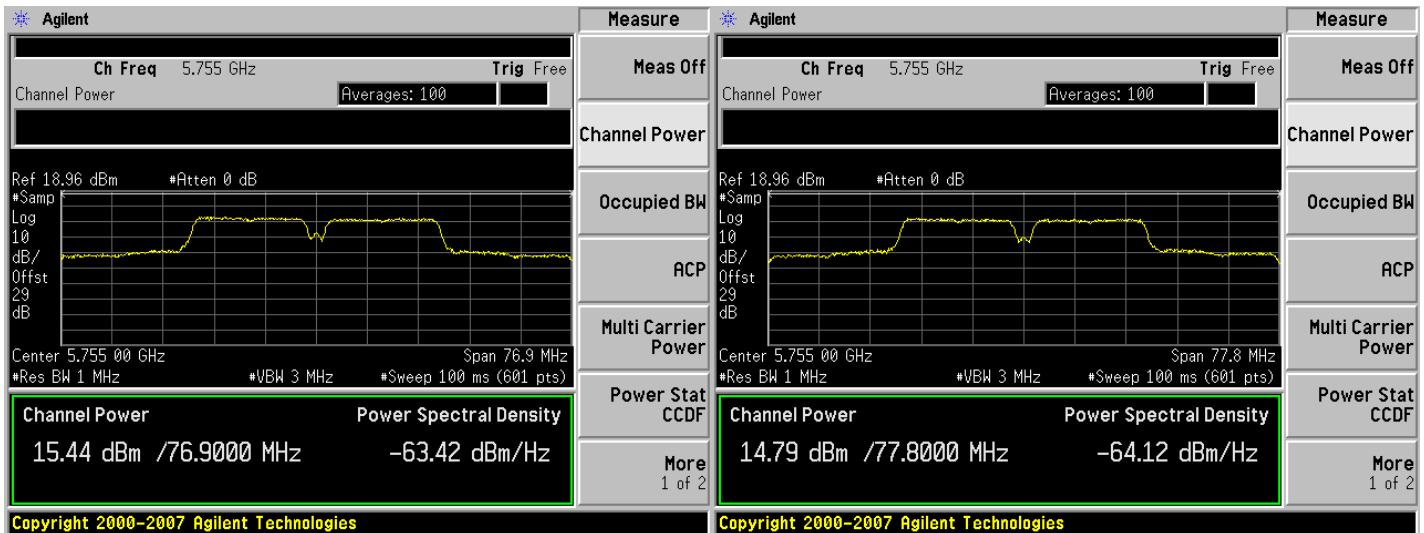 Agilent
Measure
Ch Freq 5.755 GHz Trig Free
Meas Off
Channel Power Averages: 100
Channel Power
Ref 18.96 dBm #Atten 0 dB
#Samp
Log
10
dB/
Offst
29
dB
Occupied BW
ACP
Multi Carrier
Power
Center 5.755 00 GHz Span 76.9 MHz
#Res BW 1 MHz #VBW 3 MHz #Sweep 100 ms (601 pts)
Power Stat
CCDF
Channel Power Power Spectral Density
15.44 dBm /76.9000 MHz -63.42 dBm/Hz
More
1 of 2
Copyright 2000-2007 Agilent Technologies
Agilent
Measure
Ch Freq 5.755 GHz Trig Free
Meas Off
Channel Power Averages: 100
Channel Power
Ref 18.96 dBm #Atten 0 dB
#Samp
Log
10
dB/
Offst
29
dB
Occupied BW
ACP
Multi Carrier
Power
Center 5.755 00 GHz Span 77.8 MHz
#Res BW 1 MHz #VBW 3 MHz #Sweep 100 ms (601 pts)
Power Stat
CCDF
Channel Power Power Spectral Density
14.79 dBm /77.8000 MHz -64.12 dBm/Hz
More
1 of 2
Copyright 2000-2007 Agilent Technologies